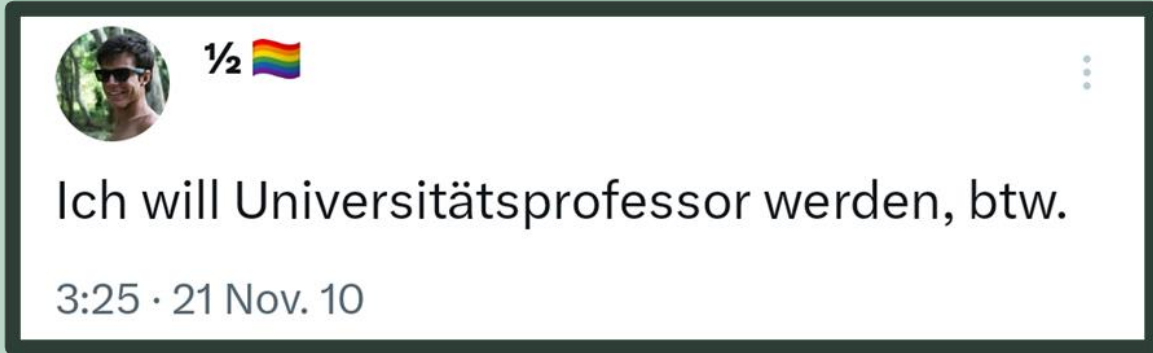 ½ 🏳️‍🌈
Ich will Universitätsprofessor werden, btw.
3:25 · 21 Nov. 10